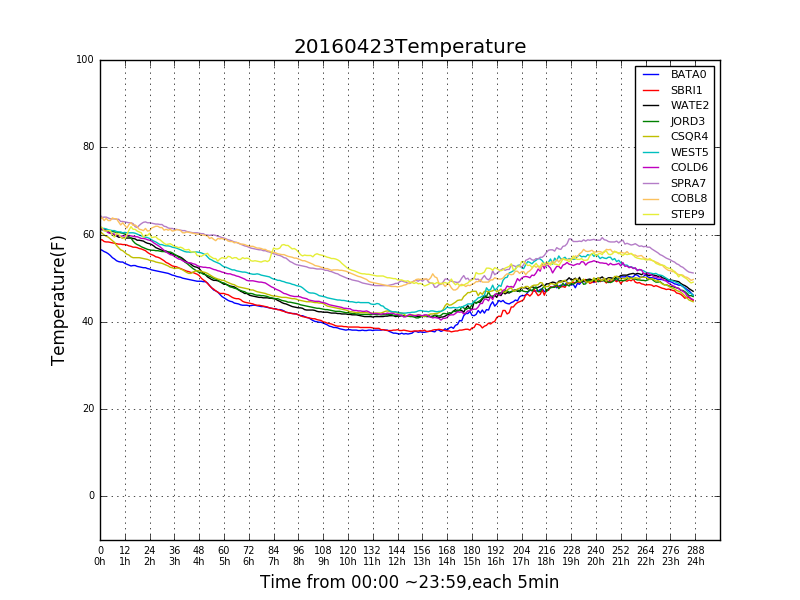 20160423Temperature
100
80
60
40
20
0
Temperature(F)
BATA0
SBRI1
WATE2
JORD3
CSQR4
WEST5
COLD6
SPRA7
COBL8
STEP9
0 12 24 36 48 60 72 84 96 108 120 132 144 156 168 180 192 204 216 228 240 252 264 276 288
0h 1h 2h 3h 4h 5h 6h 7h 8h 9h 10h 11h 12h 13h 14h 15h 16h 17h 18h 19h 20h 21h 22h 23h 24h
Time from 00:00 ~23:59,each 5min